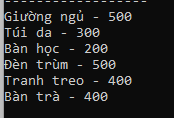 Giường ngủ - 500
Túi da - 300
Bàn học - 200
Đèn trùm - 500
Tranh treo - 400
Bàn trà - 400